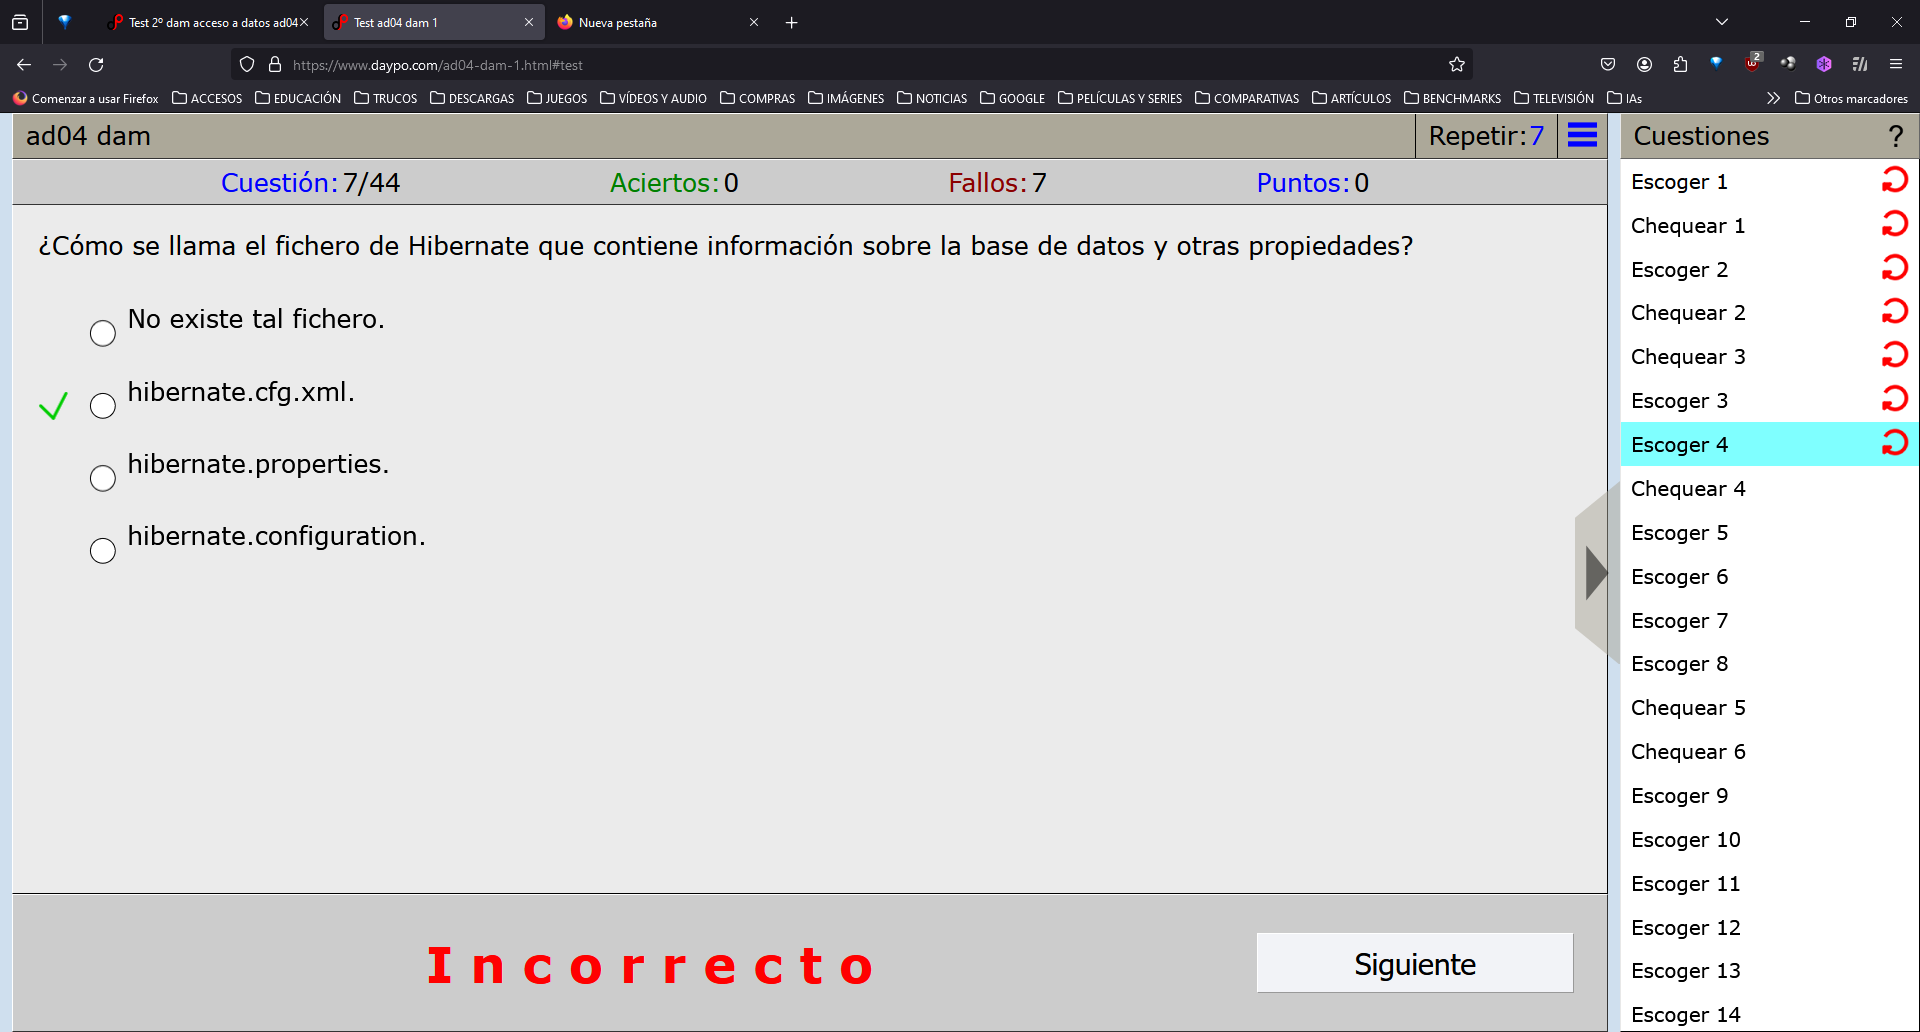 Test 2º dam acceso a datos ad04
Test ad04 dam 1
Nueva pestaña
https://www.daypo.com/ad04-dam-1.html#test
2
Comenzar a usar Firefox
ACCESOS
EDUCACIÓN
TRUCOS
DESCARGAS
JUEGOS
VÍDEOS Y AUDIO
COMPRAS
IMÁGENES
NOTICIAS
GOOGLE
PELÍCULAS Y SERIES
COMPARATIVAS
ARTÍCULOS
BENCHMARKS
TELEVISIÓN
IAs
Otros marcadores
ad04 dam
Repetir:7
Cuestión:7/44
Aciertos:0
Fallos:7
Puntos:0
¿Cómo se llama el fichero de Hibernate que contiene información sobre la base de datos y otras propiedades?
No existe tal fichero.
hibernate.cfg.xml.
hibernate.properties.
hibernate.configuration.
Incorrecto
Siguiente
Cuestiones
?
Escoger 1
Chequear 1
Escoger 2
Chequear 2
Chequear 3
Escoger 3
Escoger 4
Chequear 4
Escoger 5
Escoger 6
Escoger 7
Escoger 8
Chequear 5
Chequear 6
Escoger 9
Escoger 10
Escoger 11
Escoger 12
Escoger 13
Escoger 14